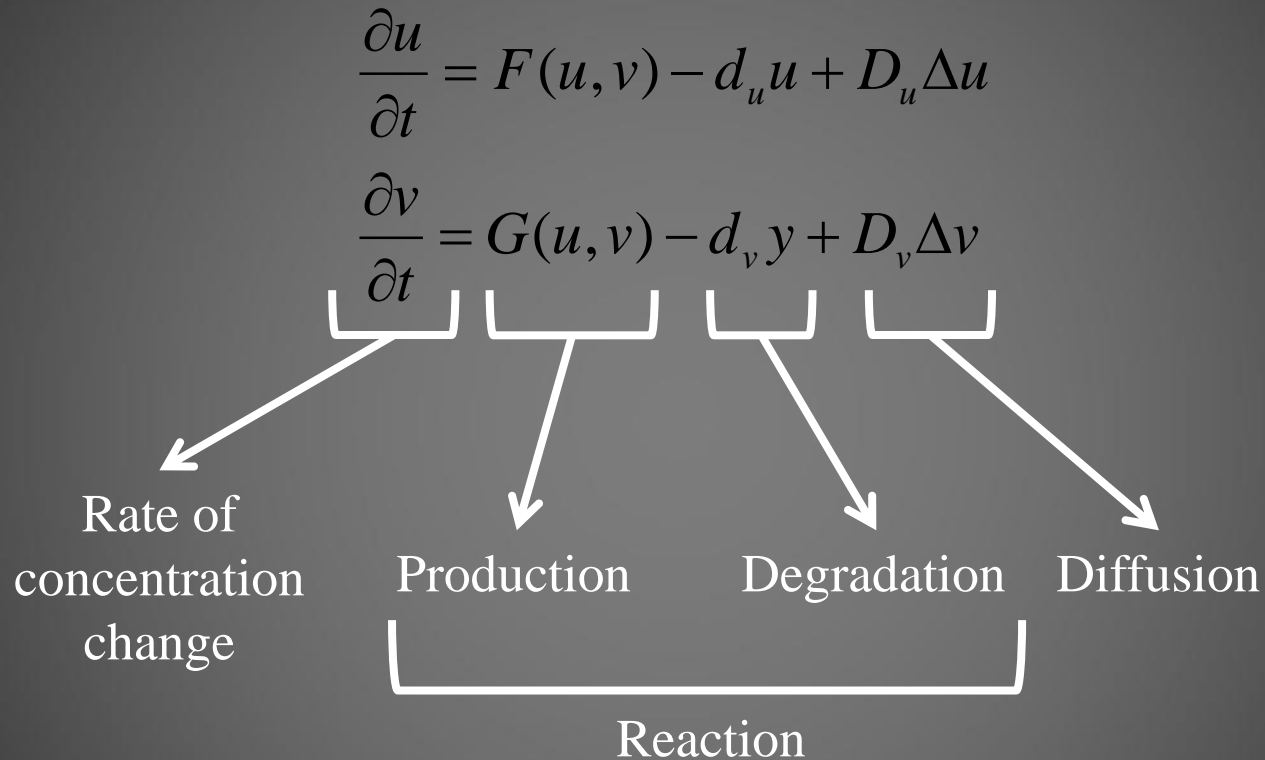 ∂u/∂t = F(u, v) − d_u u + D_u Δu
∂v/∂t = G(u, v) − d_v y + D_v Δv
Rate of
concentration
change
Production
Degradation
Diffusion
Reaction